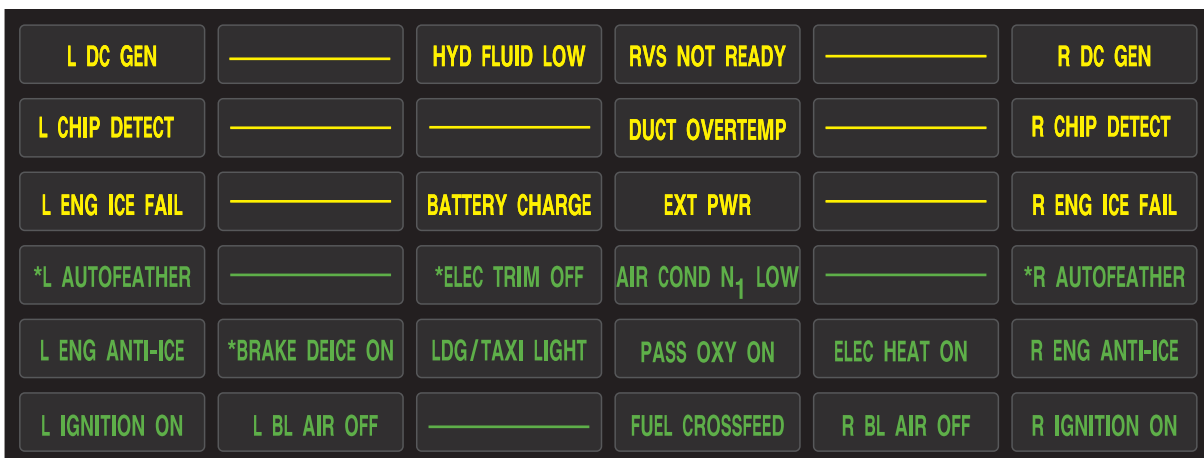 L DC GEN HYD FLUID LOW RVS NOT READY R DC GEN
L CHIP DETECT DUCT OVERTEMP R CHIP DETECT
L ENG ICE FAIL BATTERY CHARGE EXT PWR R ENG ICE FAIL
*L AUTOFEATHER *ELEC TRIM OFF AIR COND N₁ LOW *R AUTOFEATHER
L ENG ANTI-ICE *BRAKE DEICE ON LDG/TAXI LIGHT PASS OXY ON ELEC HEAT ON R ENG ANTI-ICE
L IGNITION ON L BL AIR OFF FUEL CROSSFEED R BL AIR OFF R IGNITION ON